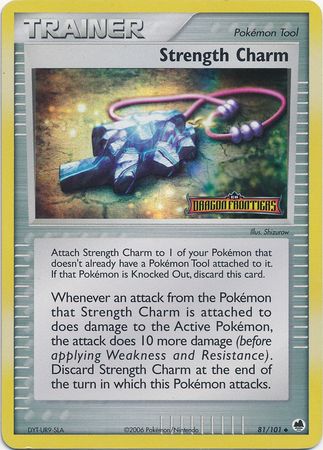 TRAINER
Pokémon Tool
Strength Charm
EX
DRAGON FRONTIERS
Illus. Shizurow
Attach Strength Charm to 1 of your Pokémon that
doesn't already have a Pokémon Tool attached to it.
If that Pokémon is Knocked Out, discard this card.
Whenever an attack from the Pokémon
that Strength Charm is attached to
does damage to the Active Pokémon,
the attack does 10 more damage (before
applying Weakness and Resistance).
Discard Strength Charm at the end of
the turn in which this Pokémon attacks.
DYT-UR9-SLA
©2006 Pokémon/Nintendo
81/101 ◆